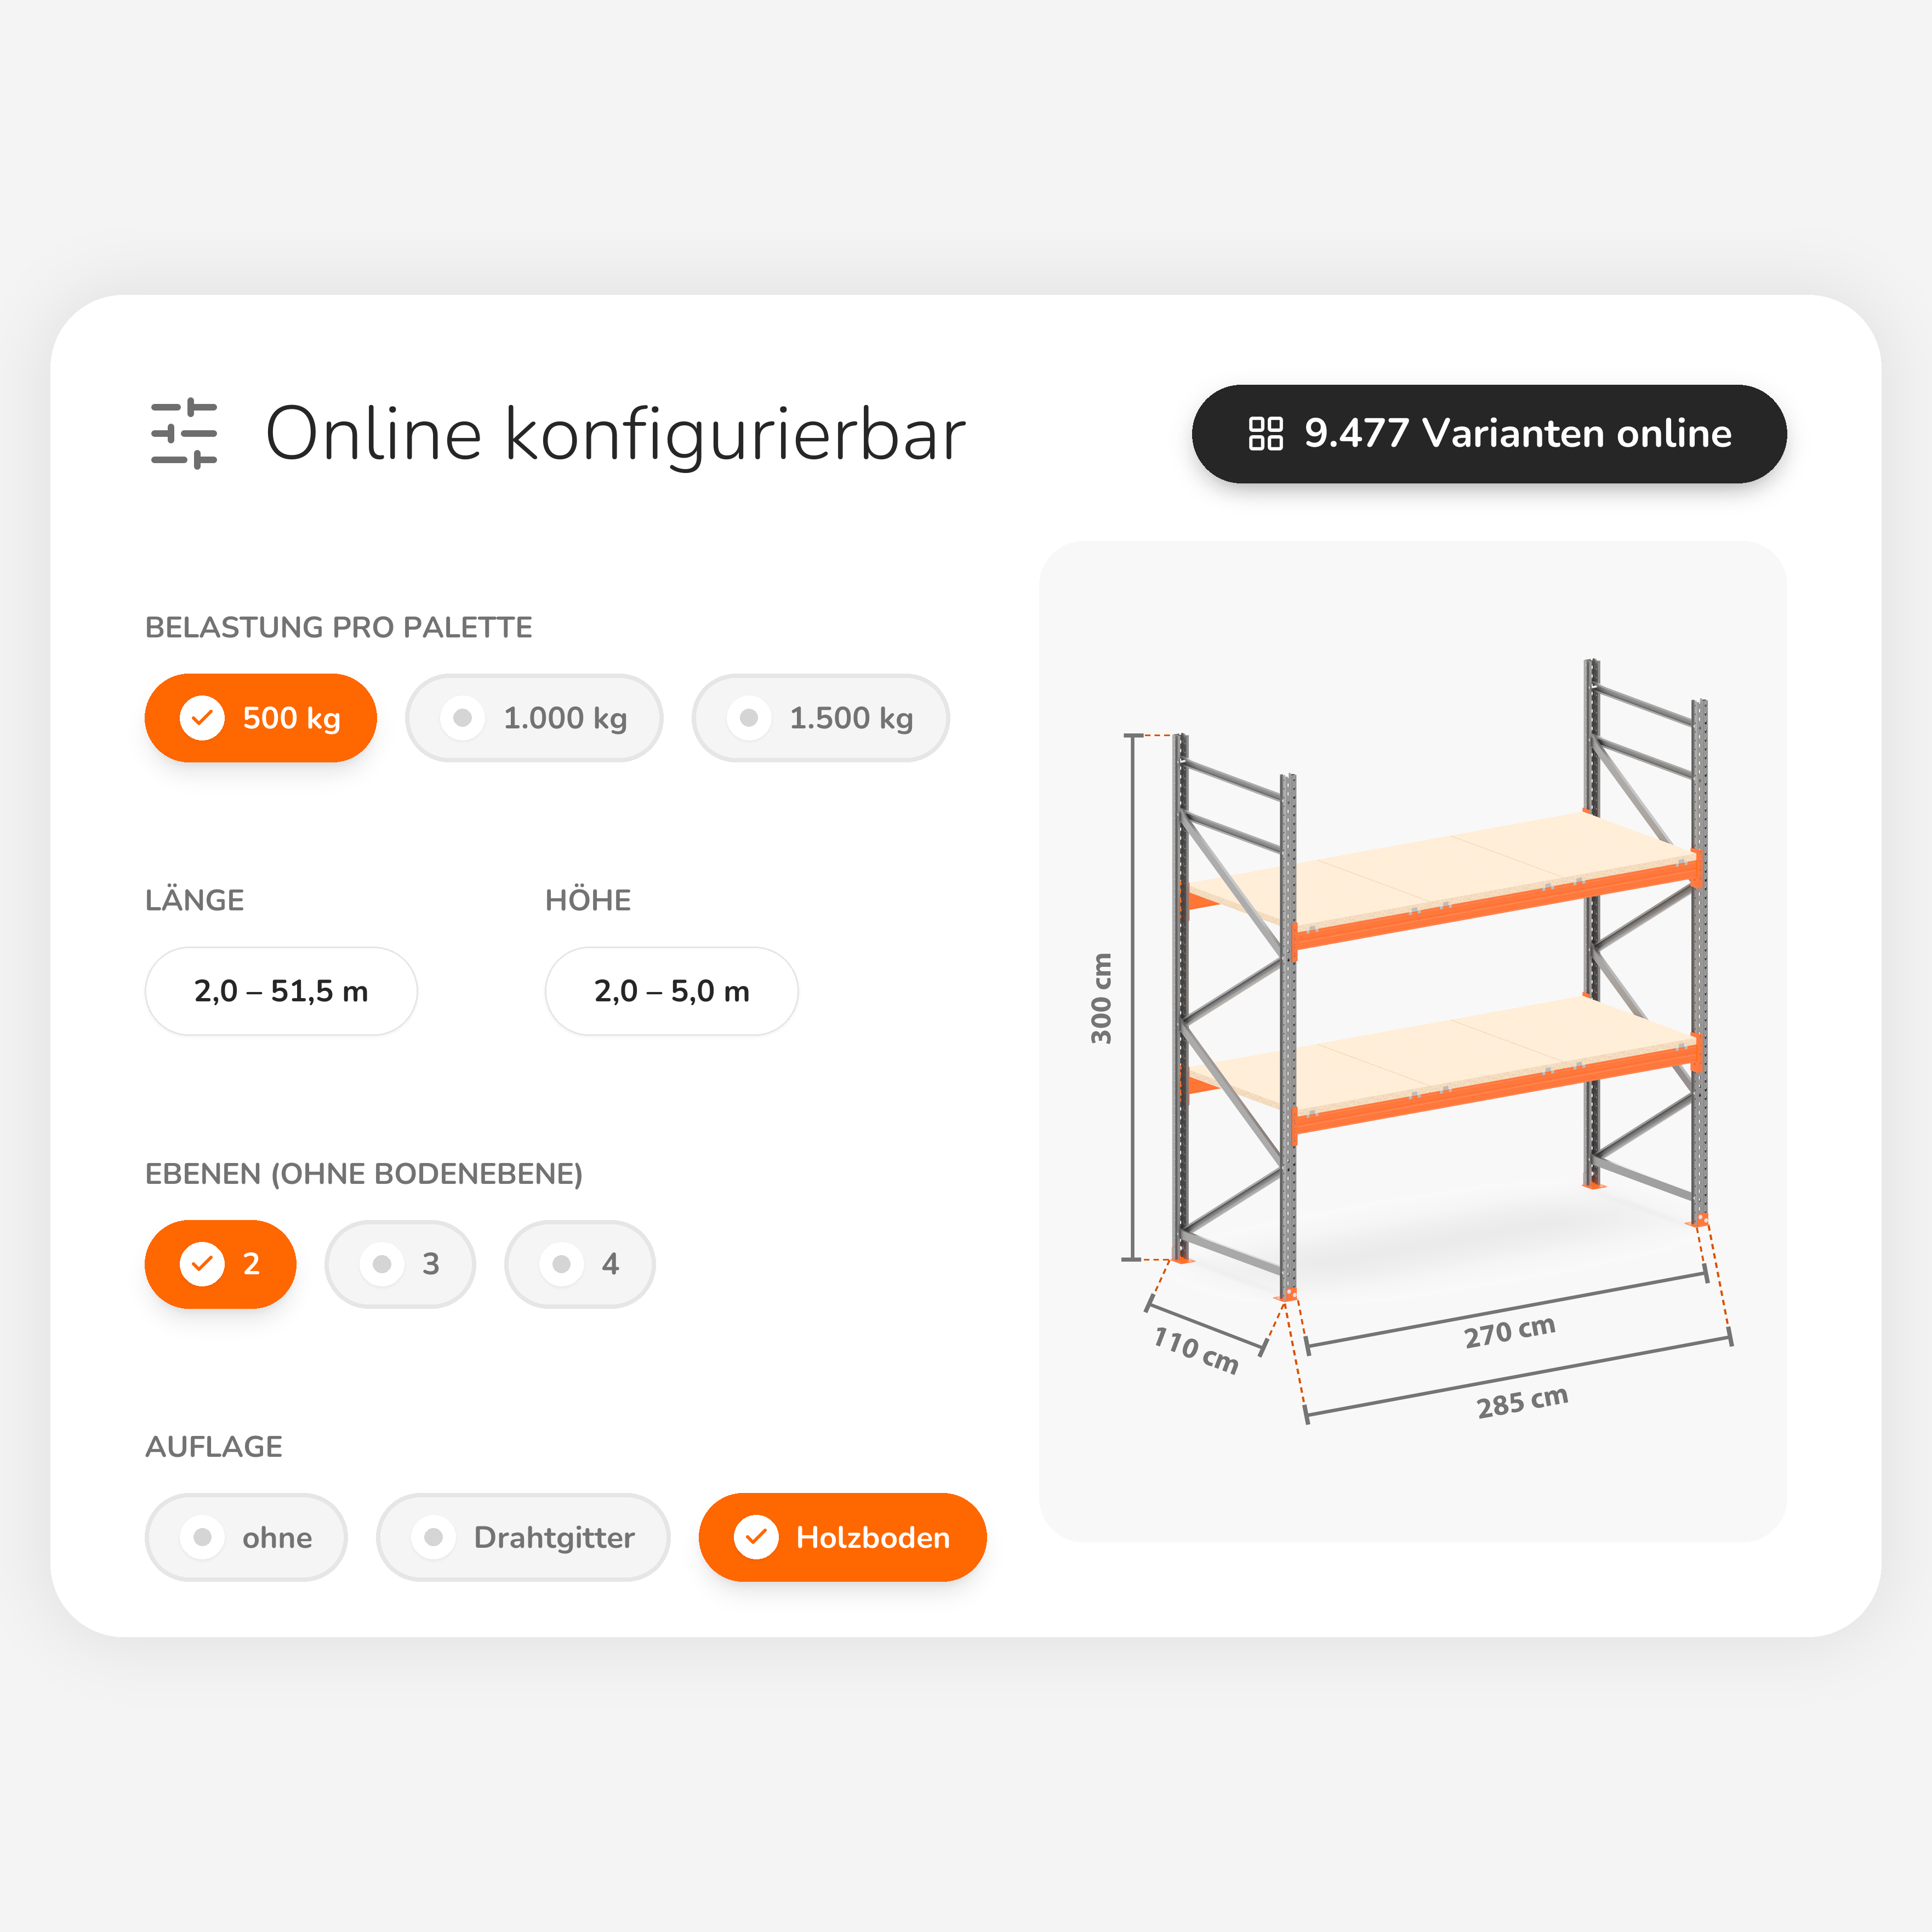 Online konfigurierbar
9.477 Varianten online
BELASTUNG PRO PALETTE
500 kg
1.000 kg
1.500 kg
LÄNGE
HÖHE
2,0 – 51,5 m
2,0 – 5,0 m
EBENEN (OHNE BODENEBENE)
2
3
4
AUFLAGE
ohne
Drahtgitter
Holzboden
300 cm
110 cm
270 cm
285 cm